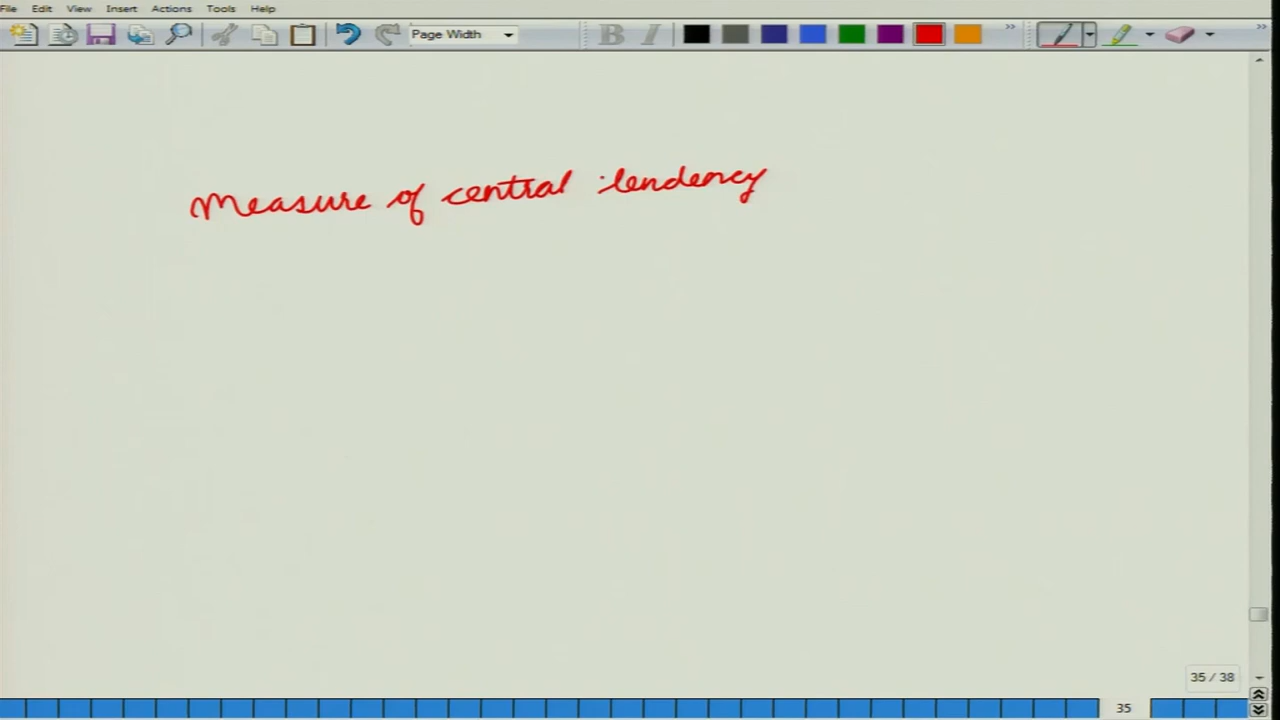 File Edit View Insert Actions Tools Help
Page Width B I
Measure of central tendency
35 / 38
35